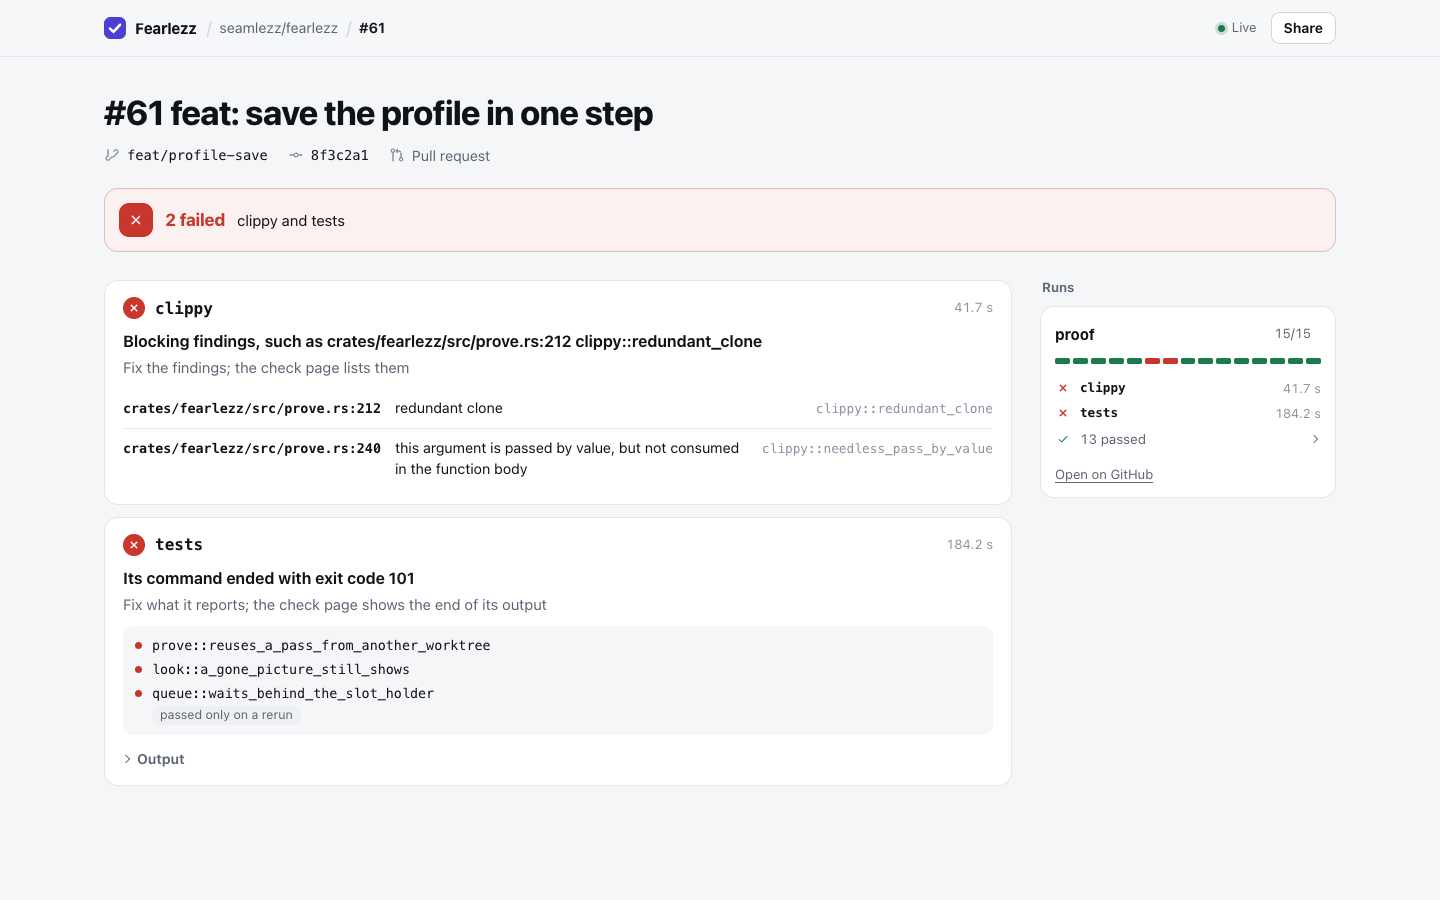 Fearlezz / seamlezz/fearlezz / #61
Live
Share
#61 feat: save the profile in one step
feat/profile-save
8f3c2a1
Pull request
2 failed clippy and tests
clippy
41.7 s
Blocking findings, such as crates/fearlezz/src/prove.rs:212 clippy::redundant_clone
Fix the findings; the check page lists them
crates/fearlezz/src/prove.rs:212 redundant clone clippy::redundant_clone
crates/fearlezz/src/prove.rs:240 this argument is passed by value, but not consumed clippy::needless_pass_by_value
in the function body
tests
184.2 s
Its command ended with exit code 101
Fix what it reports; the check page shows the end of its output
prove::reuses_a_pass_from_another_worktree
look::a_gone_picture_still_shows
queue::waits_behind_the_slot_holder
passed only on a rerun
Output
Runs
proof 15/15
clippy 41.7 s
tests 184.2 s
13 passed
Open on GitHub